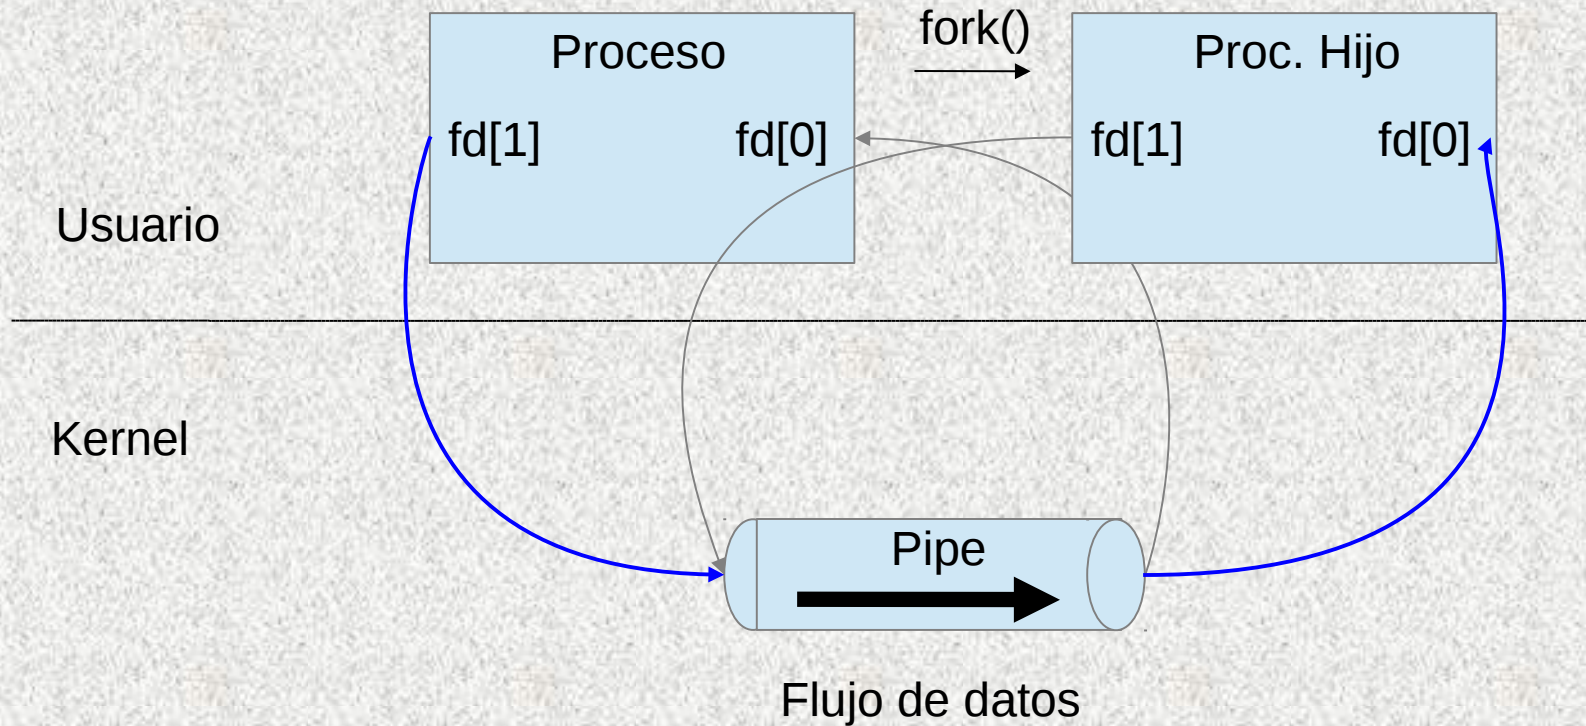 fork()
Proceso
Proc. Hijo
fd[1]
fd[0]
fd[1]
fd[0]
Usuario
Kernel
Pipe
Flujo de datos